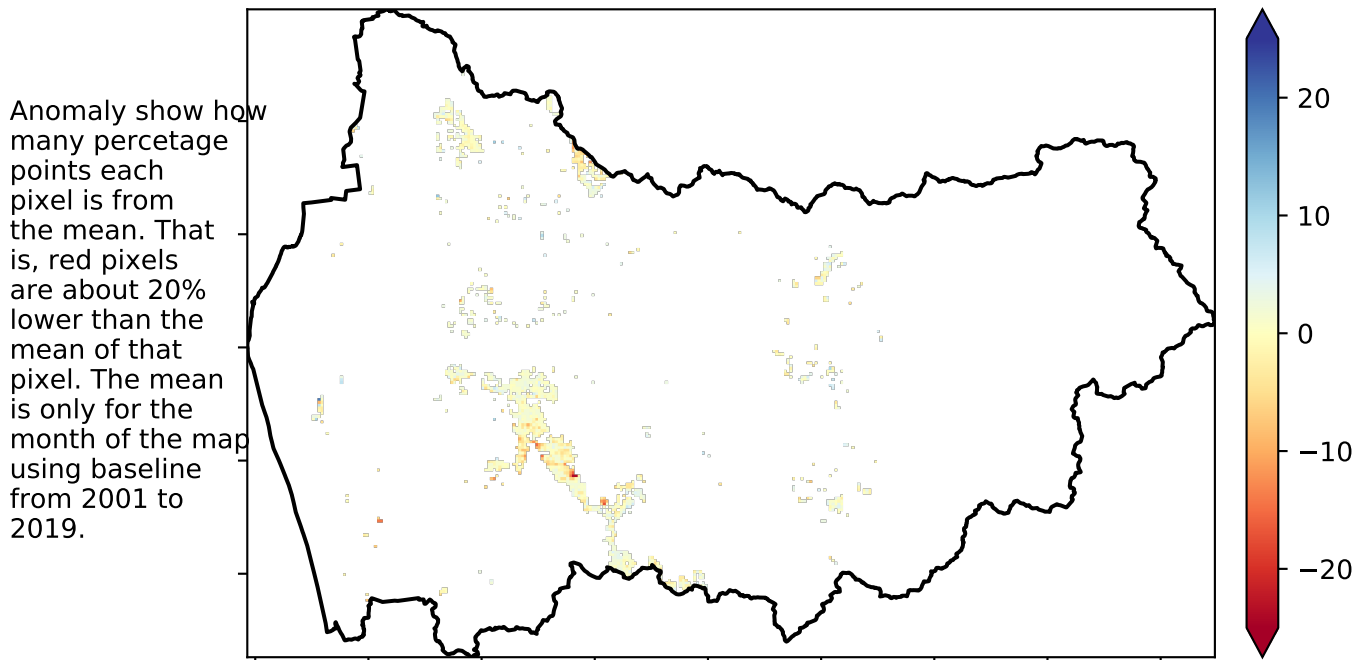 Anomaly show how
many percetage
points each
pixel is from
the mean. That
is, red pixels
are about 20%
lower than the
mean of that
pixel. The mean
is only for the
month of the map
using baseline
from 2001 to
2019.
20
10
0
−10
−20